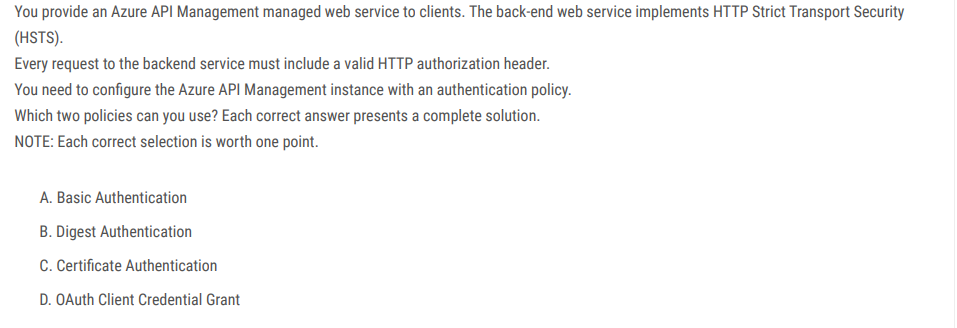 You provide an Azure API Management managed web service to clients. The back-end web service implements HTTP Strict Transport Security
(HSTS).
Every request to the backend service must include a valid HTTP authorization header.
You need to configure the Azure API Management instance with an authentication policy.
Which two policies can you use? Each correct answer presents a complete solution.
NOTE: Each correct selection is worth one point.
A. Basic Authentication
B. Digest Authentication
C. Certificate Authentication
D. OAuth Client Credential Grant